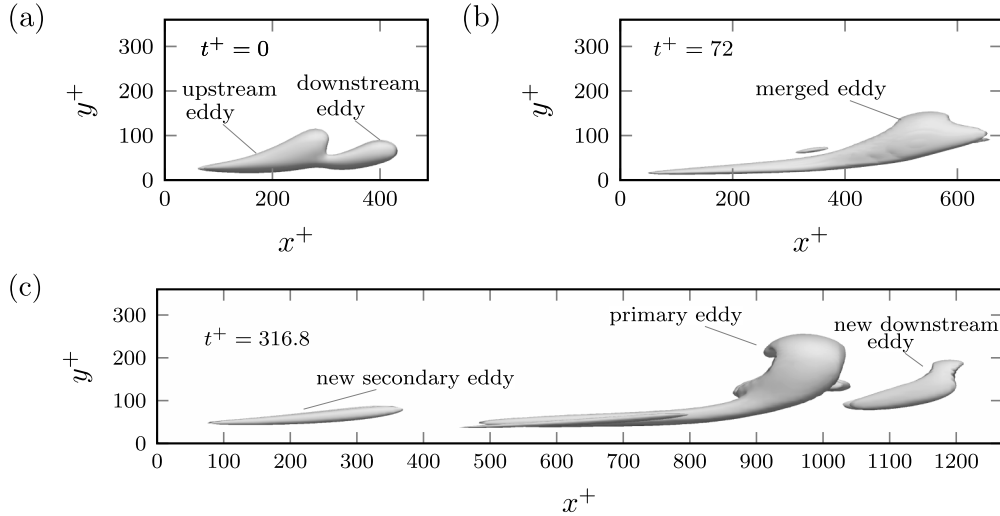 (a)
t⁺ = 0
upstream
eddy
downstream
eddy
300
200
100
0
y⁺
0 200 400
x⁺
(b)
t⁺ = 72
merged eddy
300
200
100
0
y⁺
0 200 400 600
x⁺
(c)
t⁺ = 316.8
new secondary eddy
primary eddy
new downstream
eddy
300
200
100
0
y⁺
0 100 200 300 400 500 600 700 800 900 1000 1100 1200
x⁺